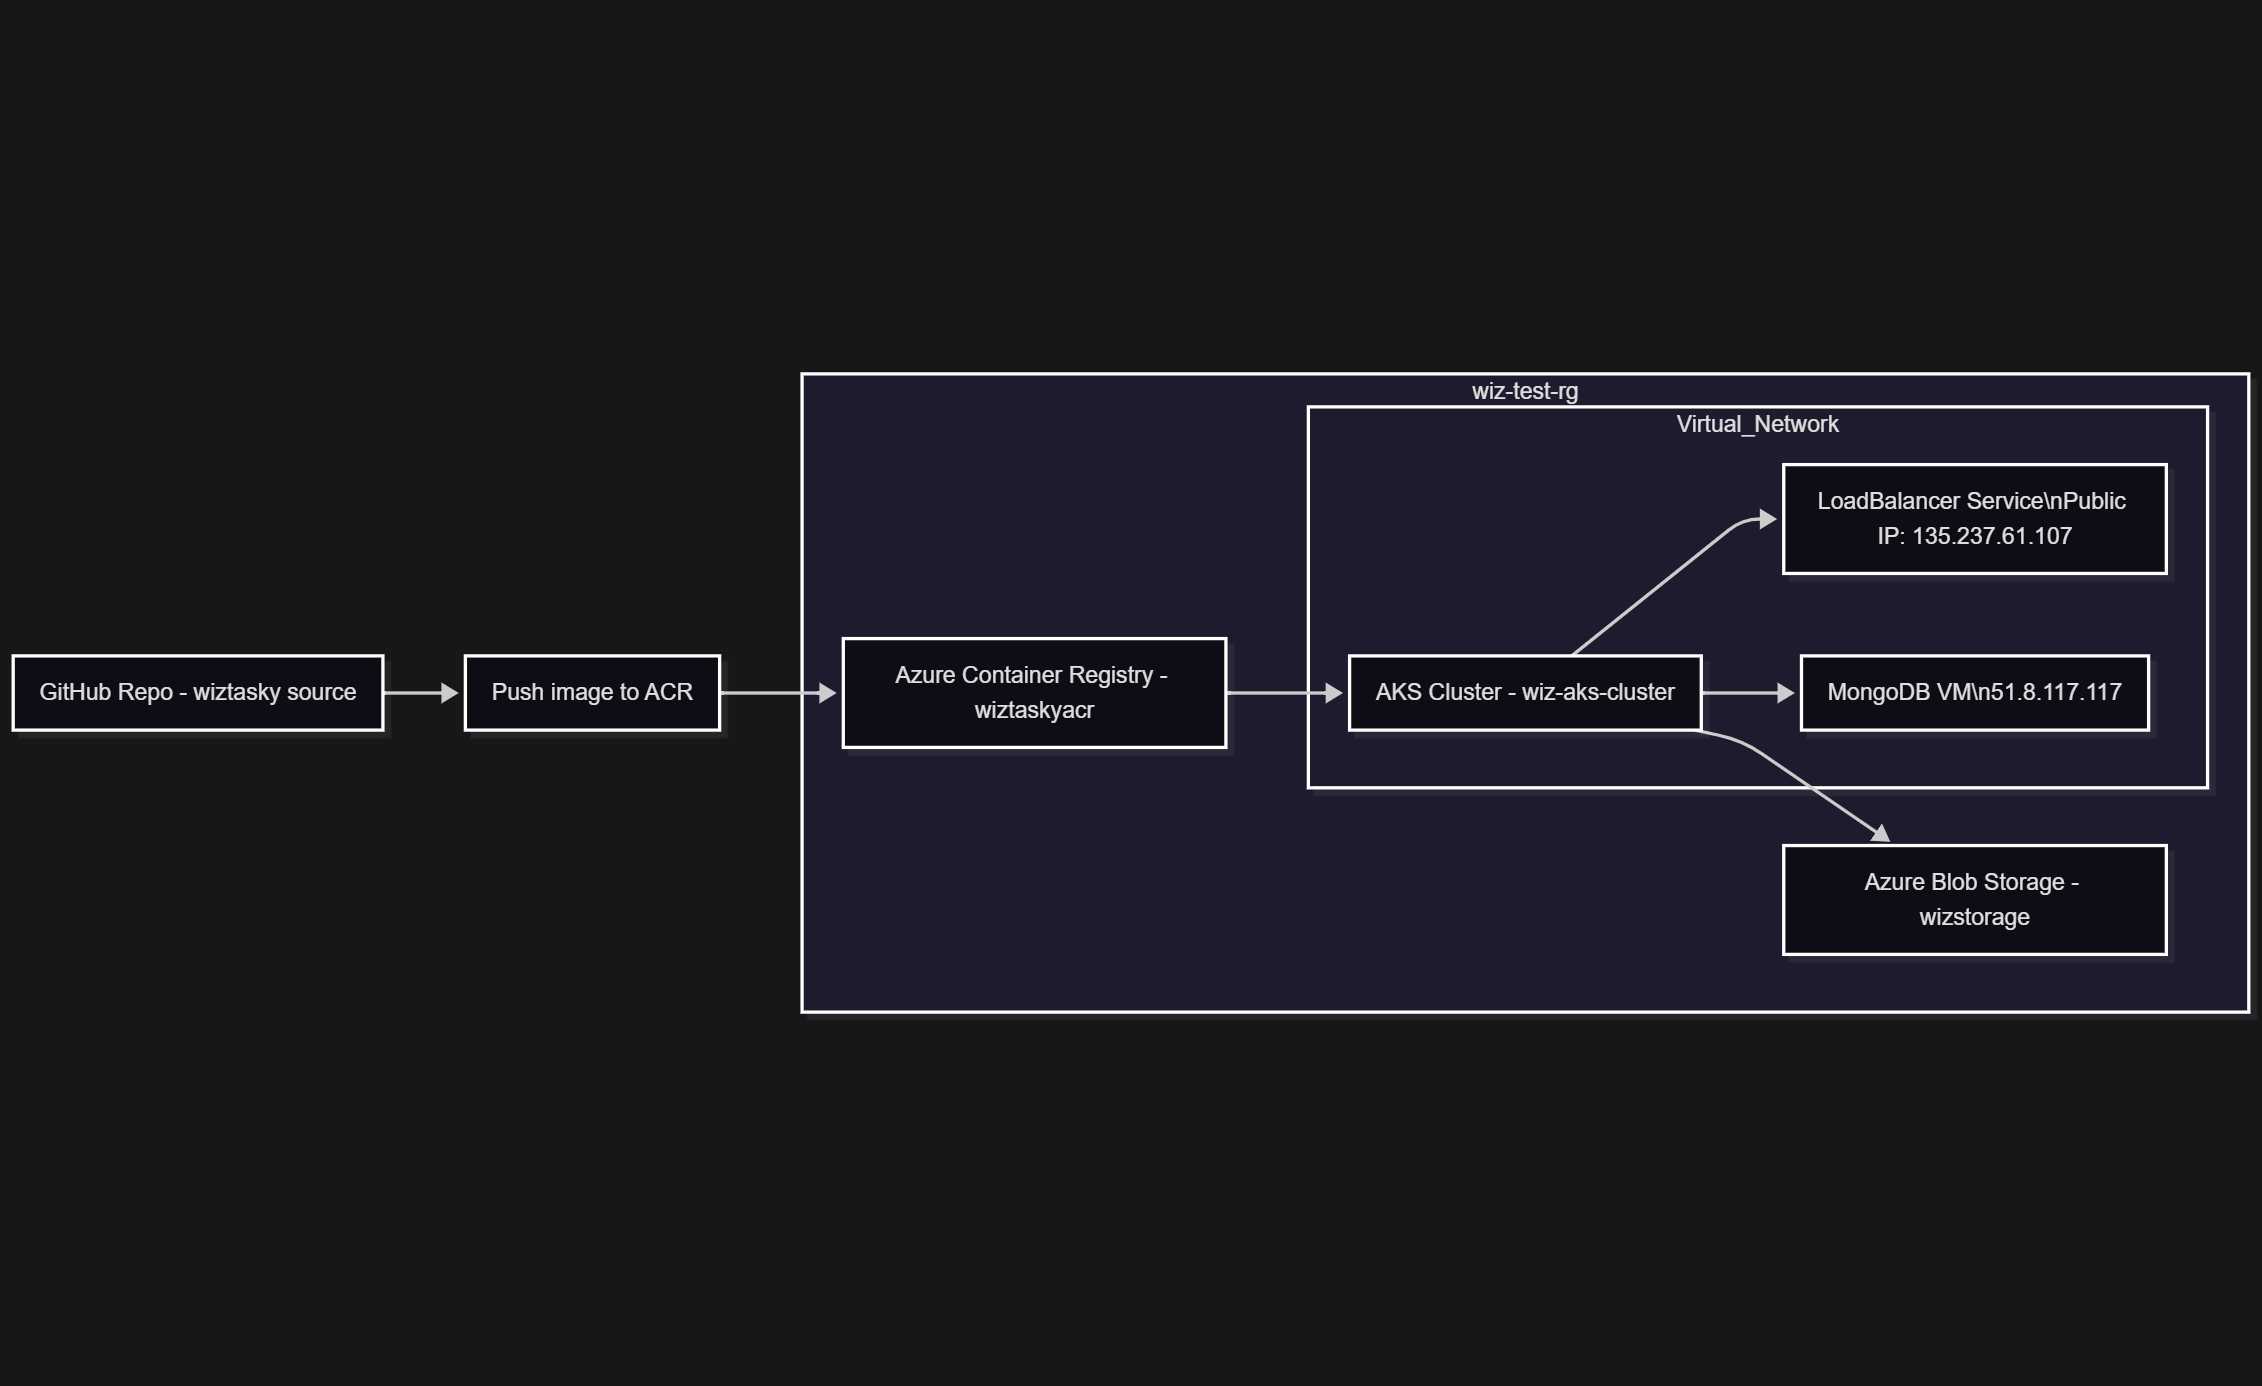 wiz-test-rg
Virtual_Network
LoadBalancer Service\nPublic
IP: 135.237.61.107
GitHub Repo - wiztasky source
Push image to ACR
Azure Container Registry -
wiztaskyacr
AKS Cluster - wiz-aks-cluster
MongoDB VM\n51.8.117.117
Azure Blob Storage -
wizstorage